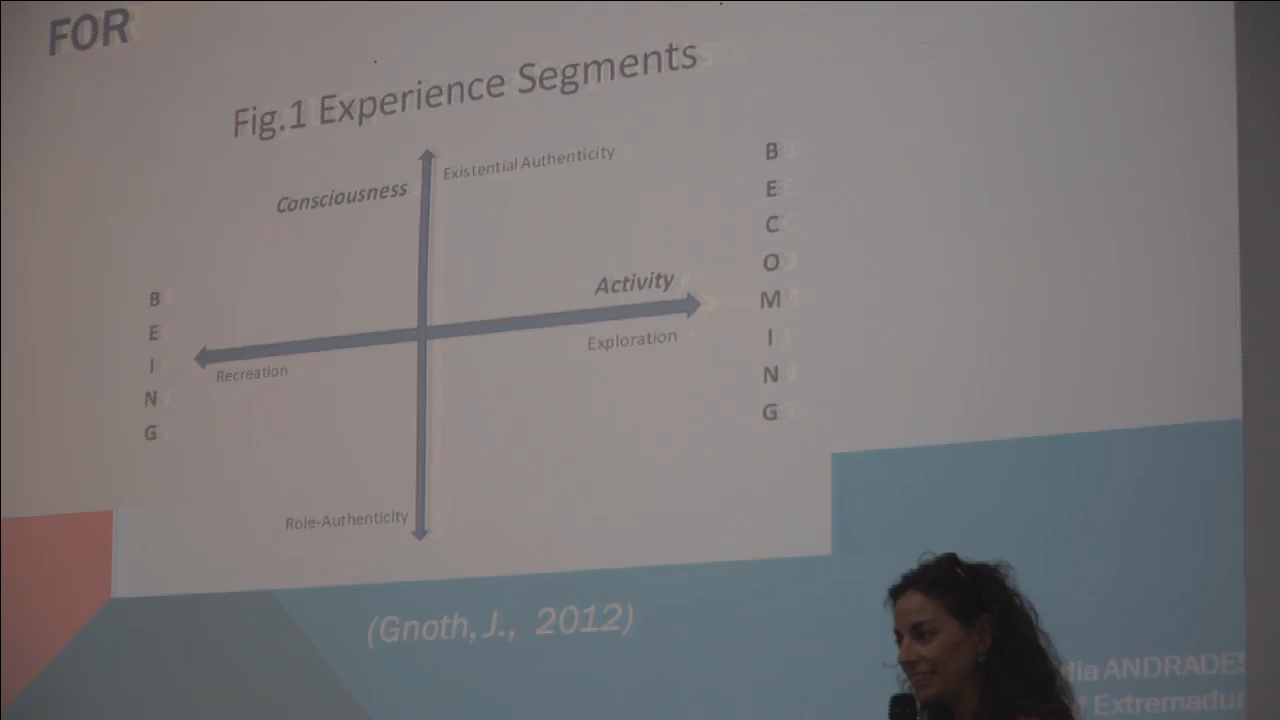 FOR
Fig.1 Experience Segments
Existential Authenticity
Consciousness
Activity
Exploration
Recreation
Role-Authenticity
B
E
I
N
G
B
E
C
O
M
I
N
G
(Gnoth, J., 2012)
ANDRADES